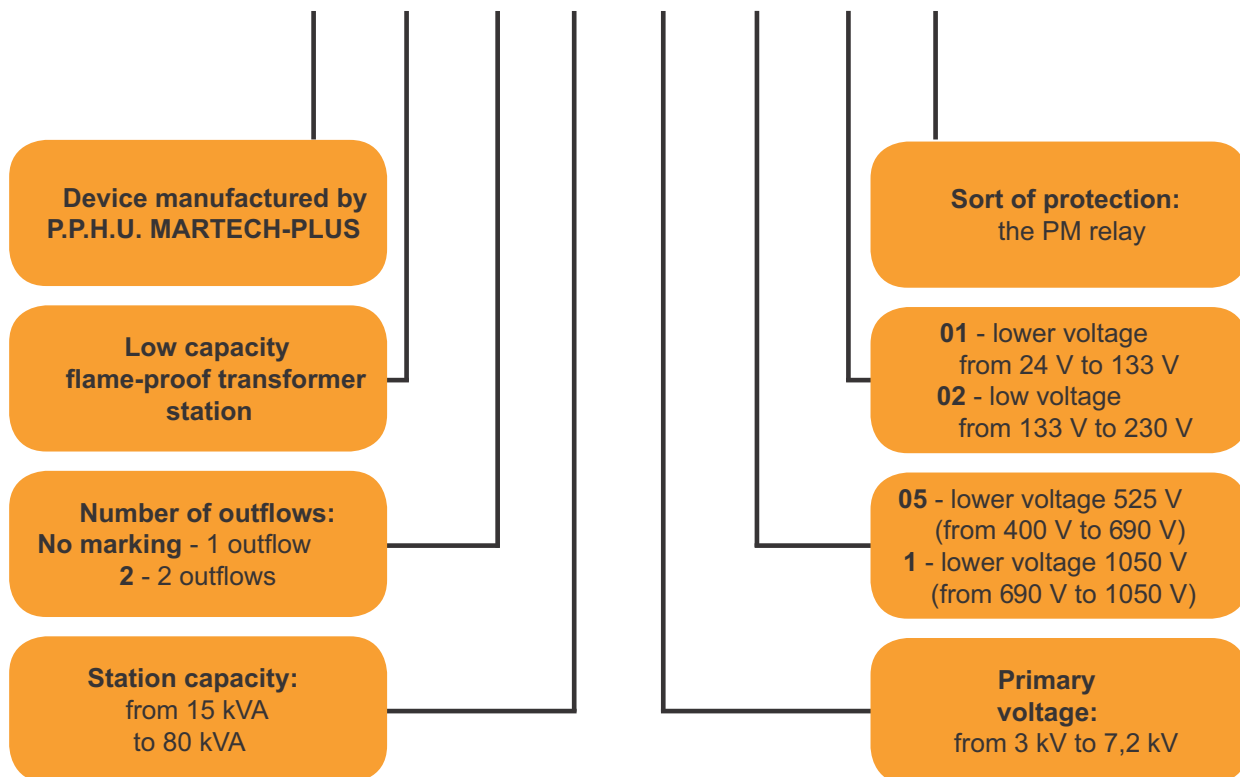 Device manufactured by
P.P.H.U. MARTECH-PLUS
Low capacity
flame-proof transformer
station
Number of outflows:
No marking - 1 outflow
2 - 2 outflows
Station capacity:
from 15 kVA
to 80 kVA
Sort of protection:
the PM relay
01 - lower voltage
from 24 V to 133 V
02 - low voltage
from 133 V to 230 V
05 - lower voltage 525 V
(from 400 V to 690 V)
1 - lower voltage 1050 V
(from 690 V to 1050 V)
Primary
voltage:
from 3 kV to 7,2 kV